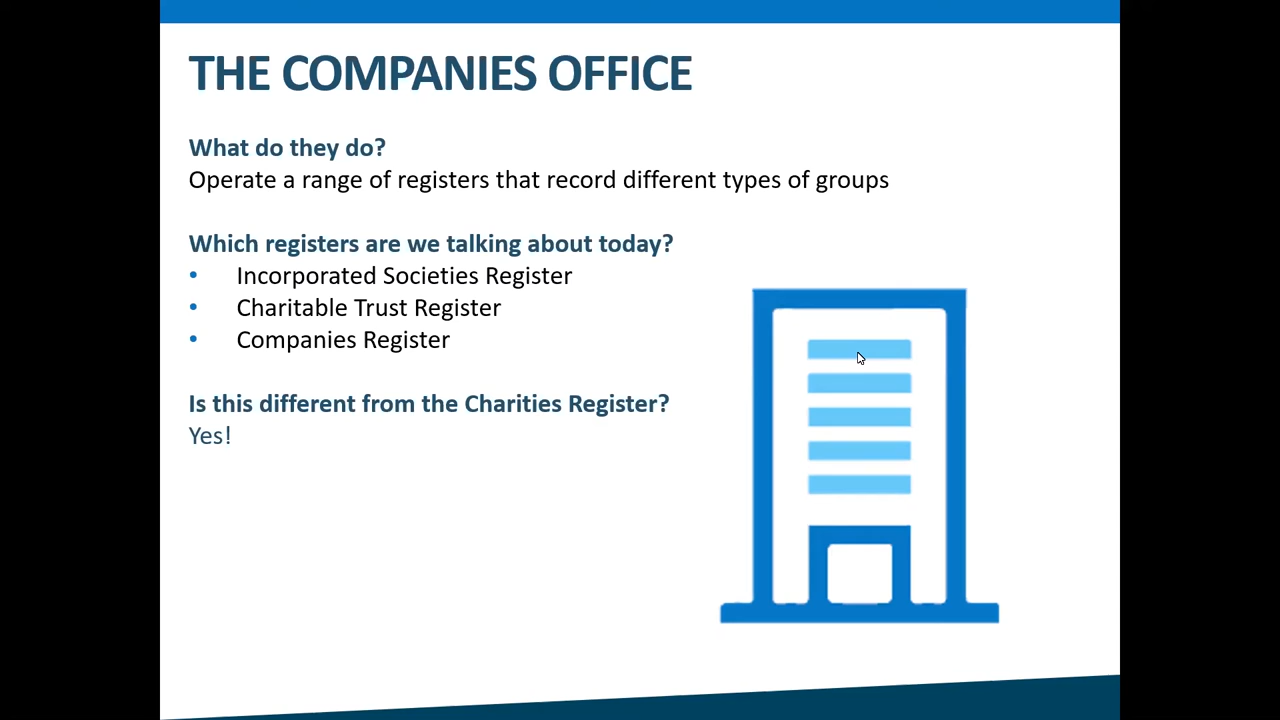 THE COMPANIES OFFICE
What do they do?
Operate a range of registers that record different types of groups
Which registers are we talking about today?
• Incorporated Societies Register
• Charitable Trust Register
• Companies Register
Is this different from the Charities Register?
Yes!